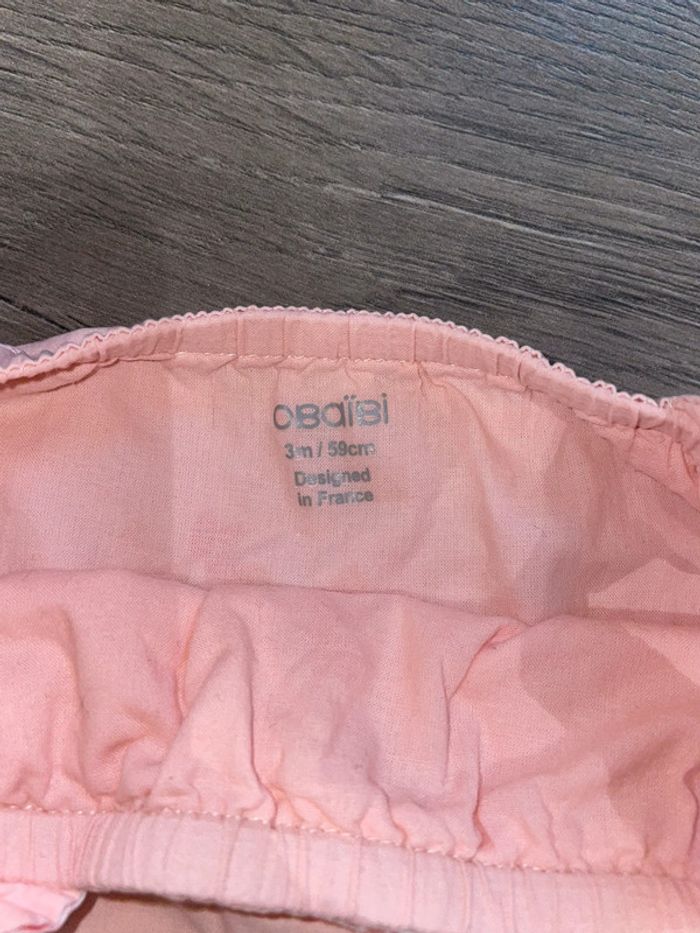 OBaïBi
3m / 59cm
Designed
in France